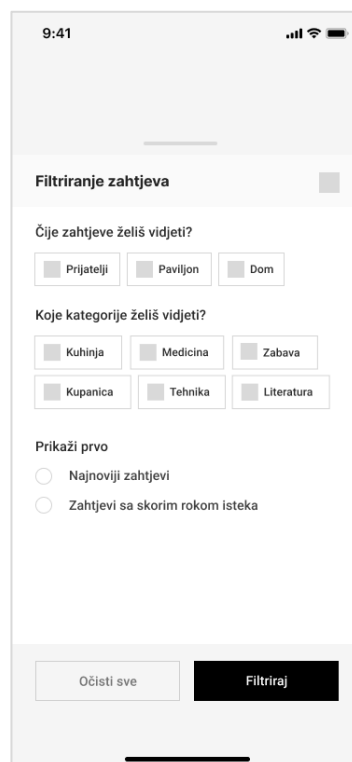 9:41
Filtriranje zahtjeva
Čije zahtjeve želiš vidjeti?
Prijatelji Paviljon Dom
Koje kategorije želiš vidjeti?
Kuhinja Medicina Zabava
Kupanica Tehnika Literatura
Prikaži prvo
Najnoviji zahtjevi
Zahtjevi sa skorim rokom isteka
Očisti sve Filtriraj